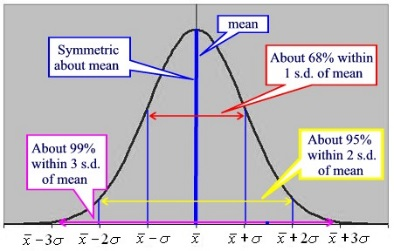 mean
Symmetric
about mean
About 68% within
1 s.d. of mean
About 99%
within 3 s.d.
of mean
About 95%
within 2 s.d.
of mean
x̄ −3σ x̄ −2σ x̄ −σ x̄ x̄ +σ x̄ +2σ x̄ +3σ